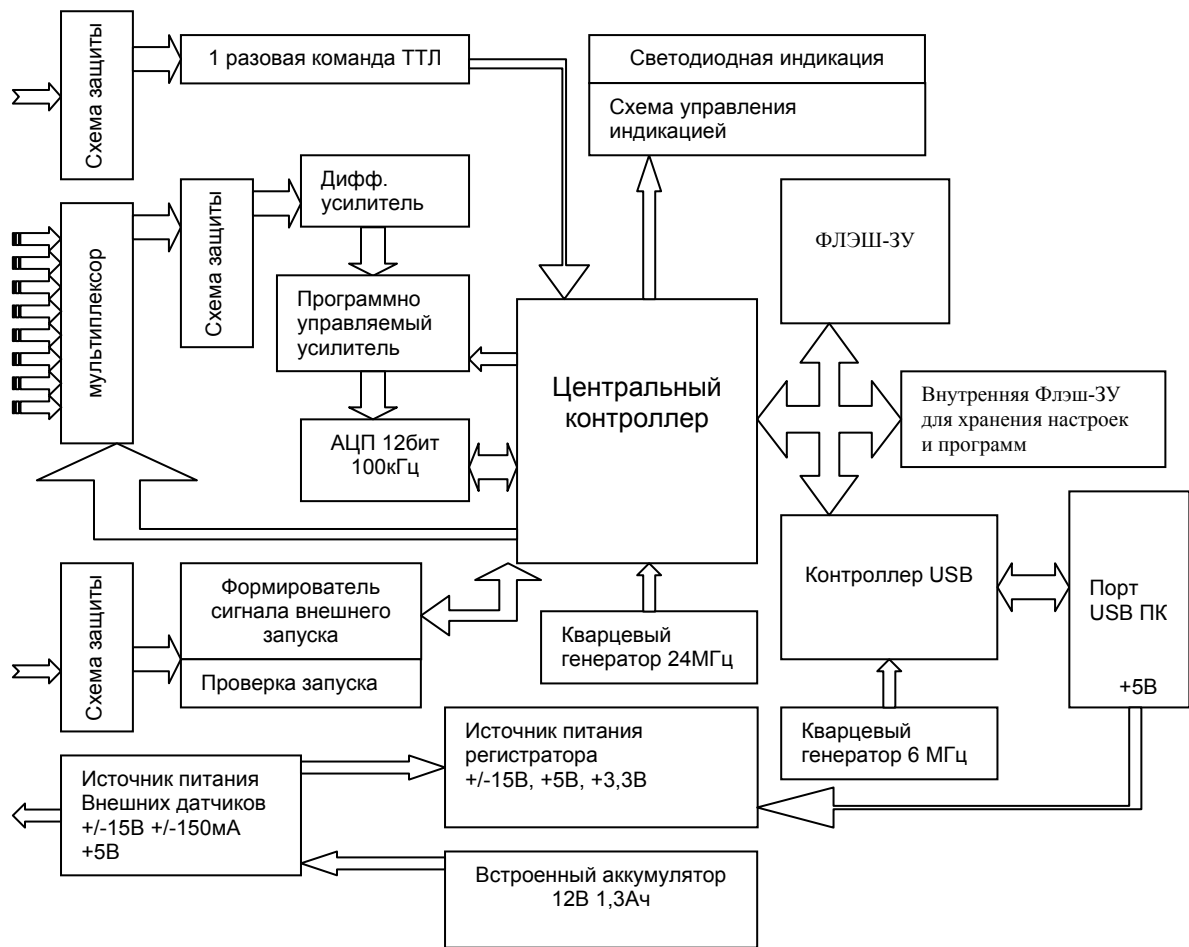 Схема защиты
1 разовая команда ТТЛ
Светодиодная индикация
Схема управления
индикацией
мультиплексор
Схема защиты
Дифф.
усилитель
ФЛЭШ-ЗУ
Программно
управляемый
усилитель
Центральный
контроллер
Внутренняя Флэш-ЗУ
для хранения настроек
и программ
АЦП 12бит
100кГц
Схема защиты
Формирователь
сигнала внешнего
запуска
Проверка запуска
Кварцевый
генератор 24МГц
Контроллер USB
Порт
USB ПК
+5В
Кварцевый
генератор 6 МГц
Источник питания
регистратора
+/-15В, +5В, +3,3В
Источник питания
Внешних датчиков
+/-15В +/-150мА
+5В
Встроенный аккумулятор
12В 1,3Ач